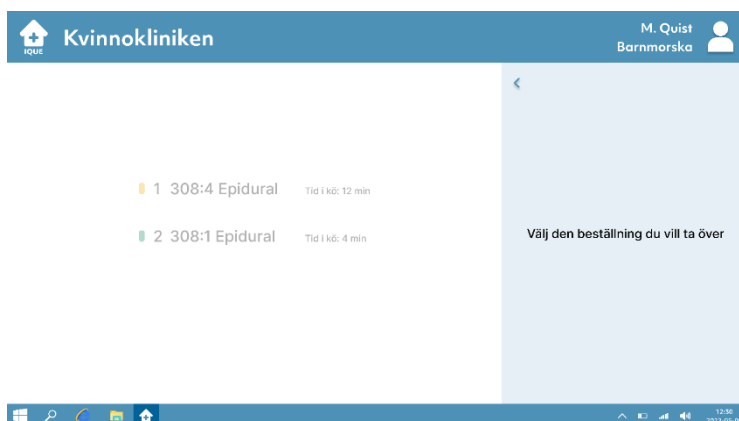 IQUE
Kvinnokliniken
M. Quist
Barnmorska
1 308:4 Epidural Tid i kö: 12 min
2 308:1 Epidural Tid i kö: 4 min
Välj den beställning du vill ta över
12:50